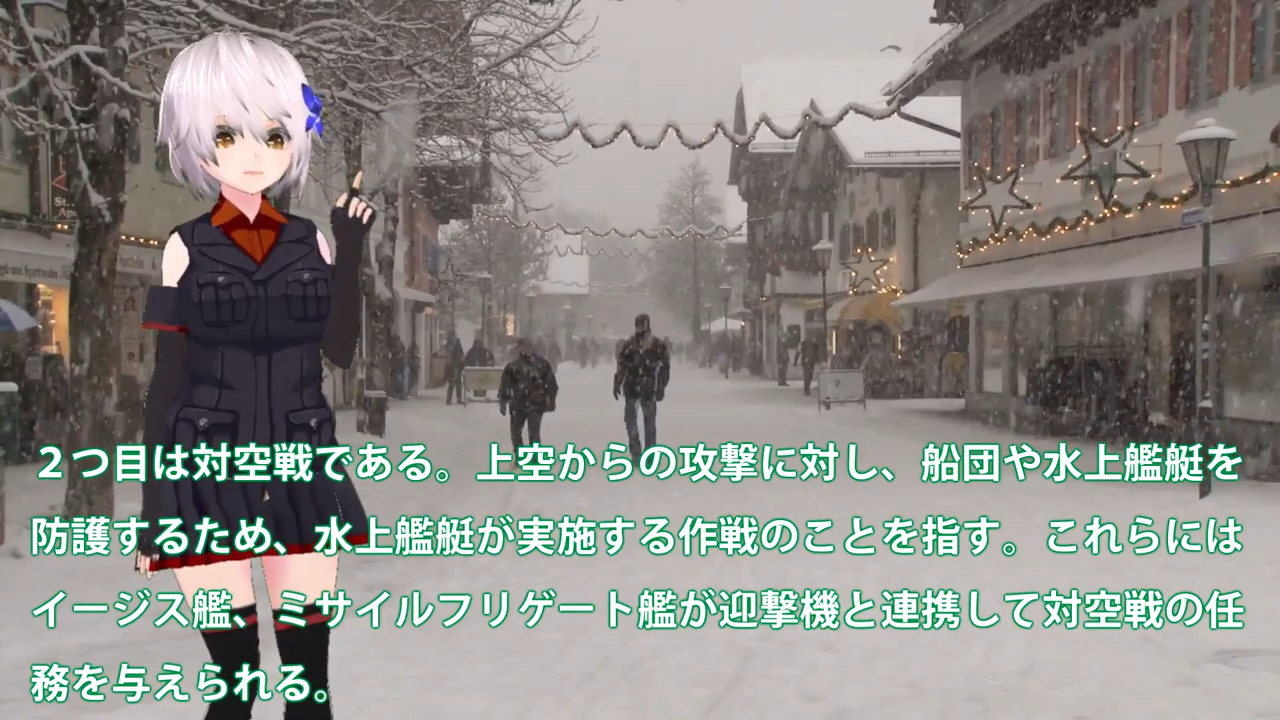 ２つ目は対空戦である。上空からの攻撃に対し、船団や水上艦艇を
防護するため、水上艦艇が実施する作戦のことを指す。これらには
イージス艦、ミサイルフリゲート艦が迎撃機と連携して対空戦の任
務を与えられる。